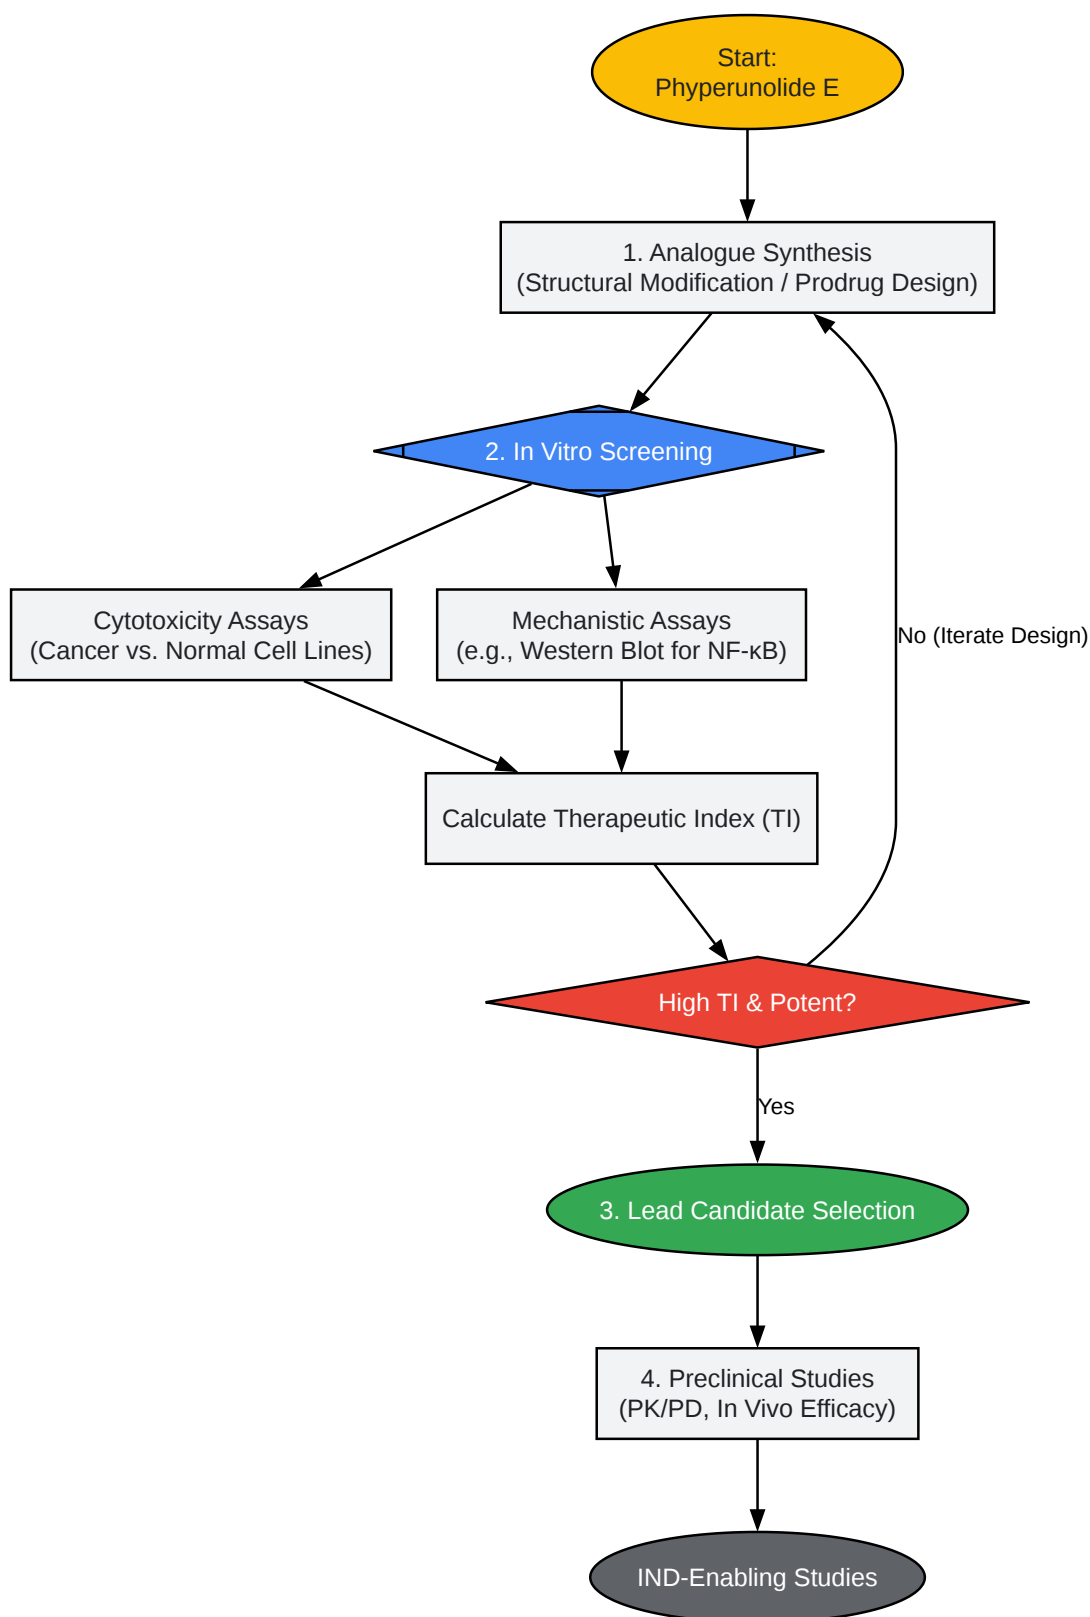 Start:
Phyperunolide E
1. Analogue Synthesis
(Structural Modification / Prodrug Design)
2. In Vitro Screening
Cytotoxicity Assays
(Cancer vs. Normal Cell Lines)
Mechanistic Assays
(e.g., Western Blot for NF-κB)
No (Iterate Design)
Calculate Therapeutic Index (TI)
High TI & Potent?
Yes
3. Lead Candidate Selection
4. Preclinical Studies
(PK/PD, In Vivo Efficacy)
IND-Enabling Studies